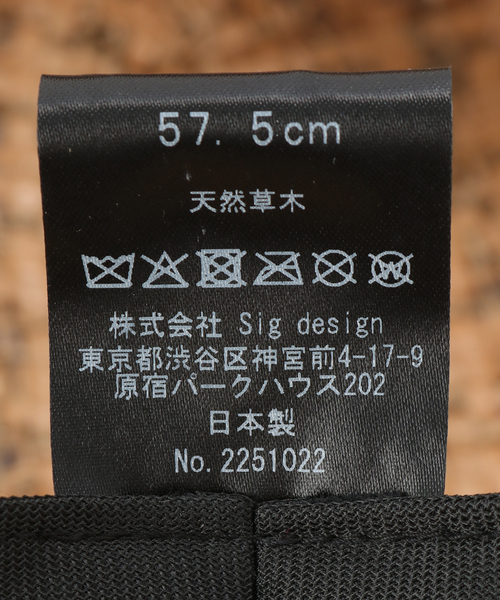 57.5cm
天然草木
W
株式会社 Sig design
東京都渋谷区神宮前4-17-9
原宿パークハウス202
日本製
No. 2251022